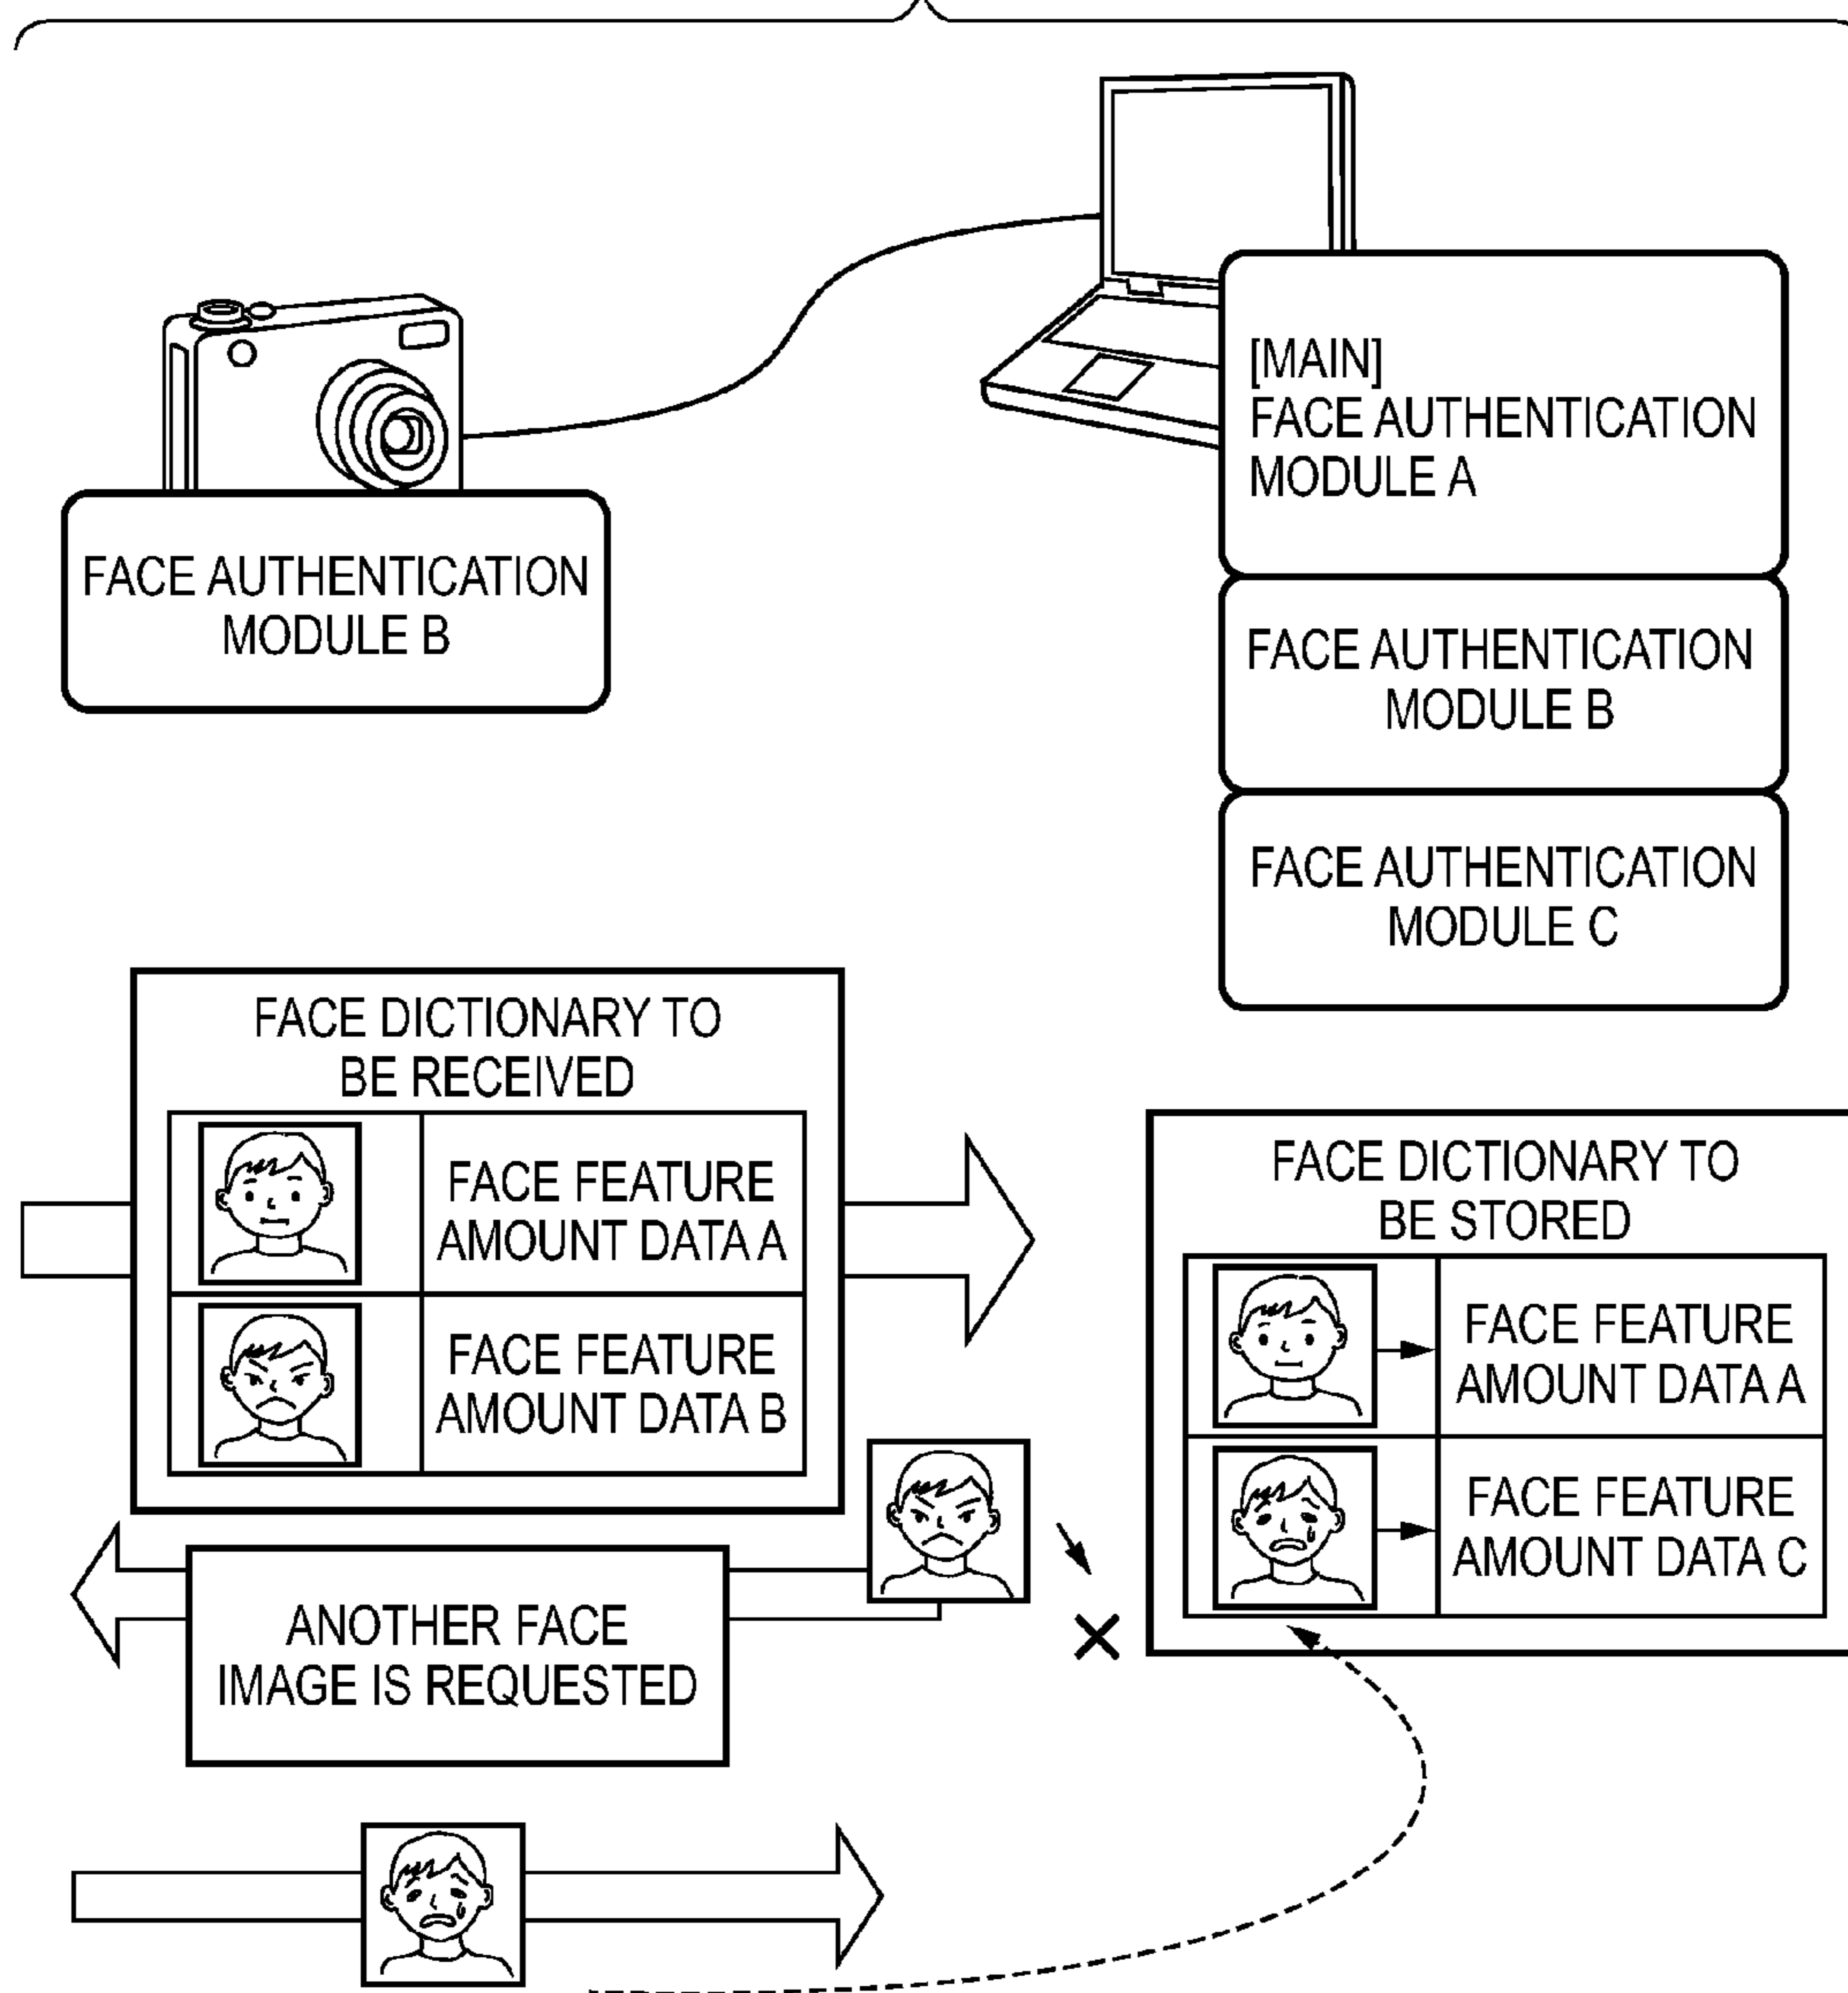 [MAIN]
FACE AUTHENTICATION
MODULE A
FACE AUTHENTICATION
MODULE B
FACE AUTHENTICATION
MODULE B
FACE AUTHENTICATION
MODULE C
FACE DICTIONARY TO
BE RECEIVED
FACE FEATURE
AMOUNT DATA A
FACE FEATURE
AMOUNT DATA B
FACE DICTIONARY TO
BE STORED
FACE FEATURE
AMOUNT DATA A
FACE FEATURE
AMOUNT DATA C
ANOTHER FACE
IMAGE IS REQUESTED